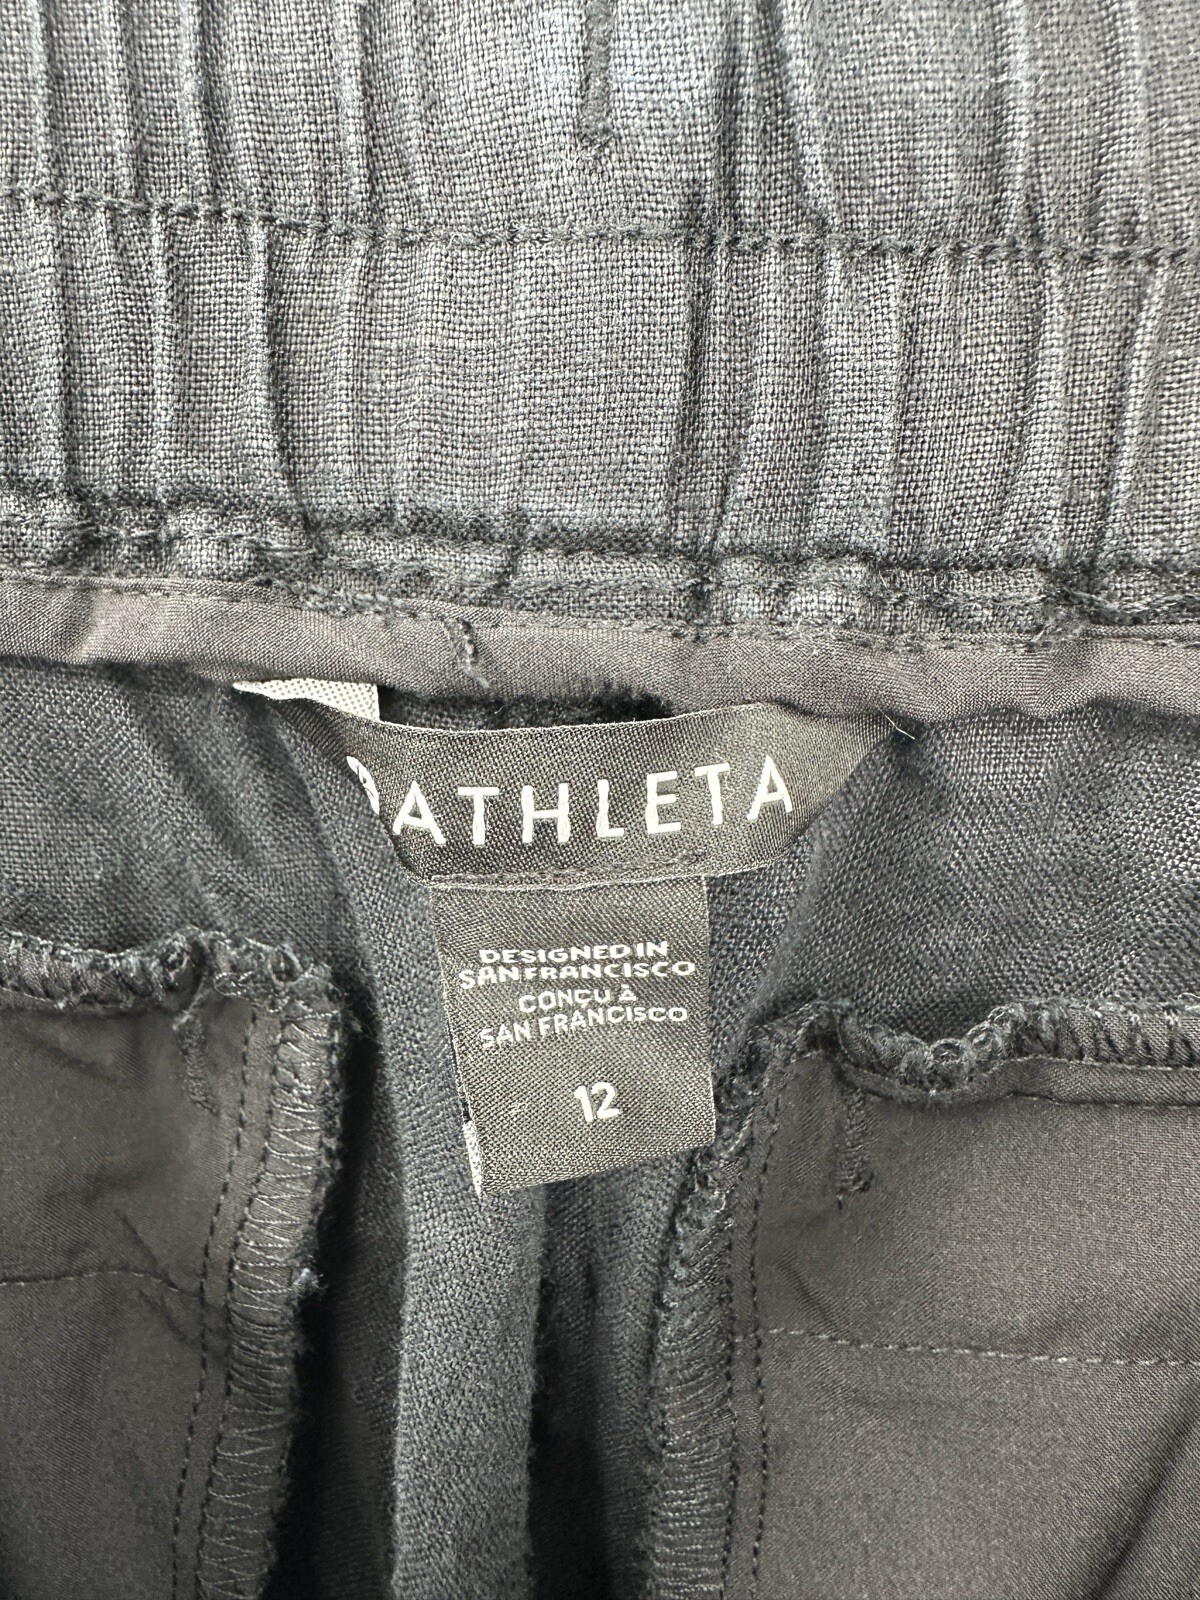 ATHLETA
DESIGNED IN
SAN FRANCISCO
CONÇU À
SAN FRANCISCO
12